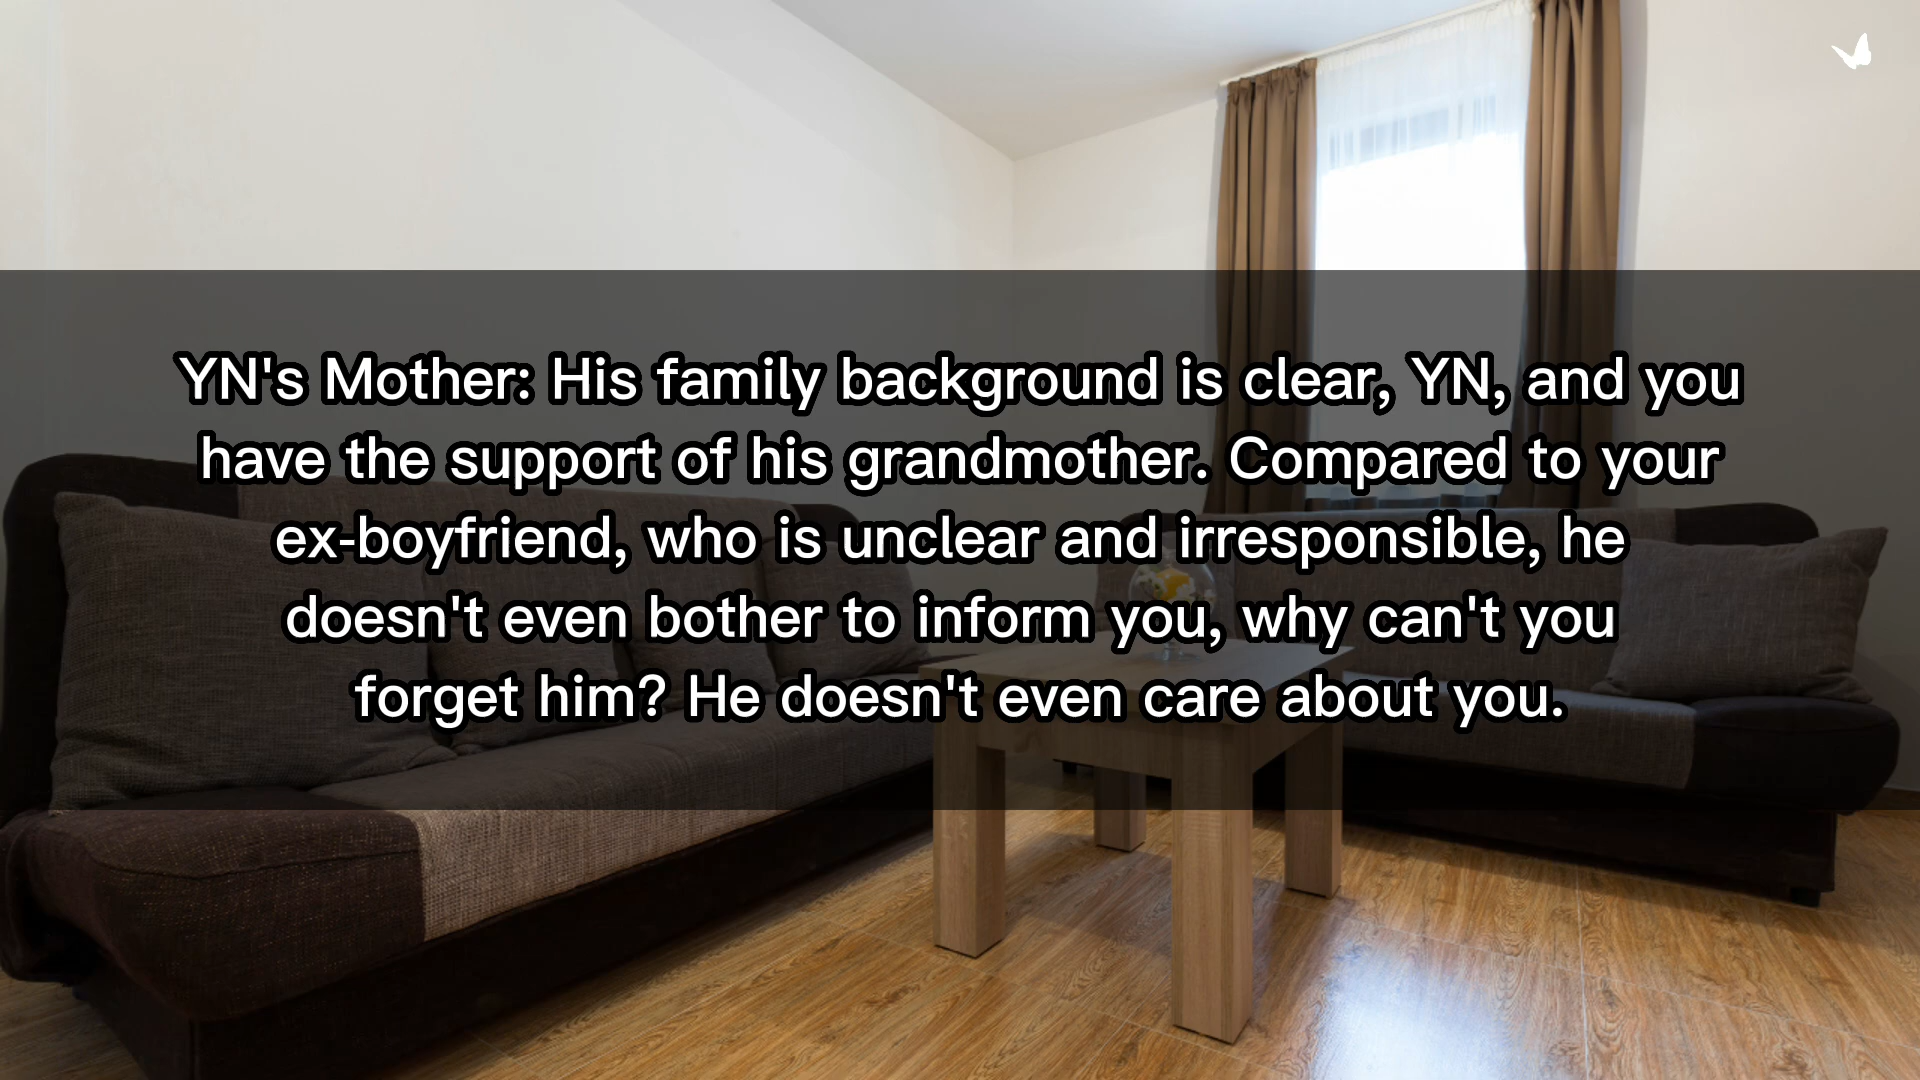 YN's Mother: His family background is clear, YN, and you
have the support of his grandmother. Compared to your
ex-boyfriend, who is unclear and irresponsible, he
doesn't even bother to inform you, why can't you
forget him? He doesn't even care about you.